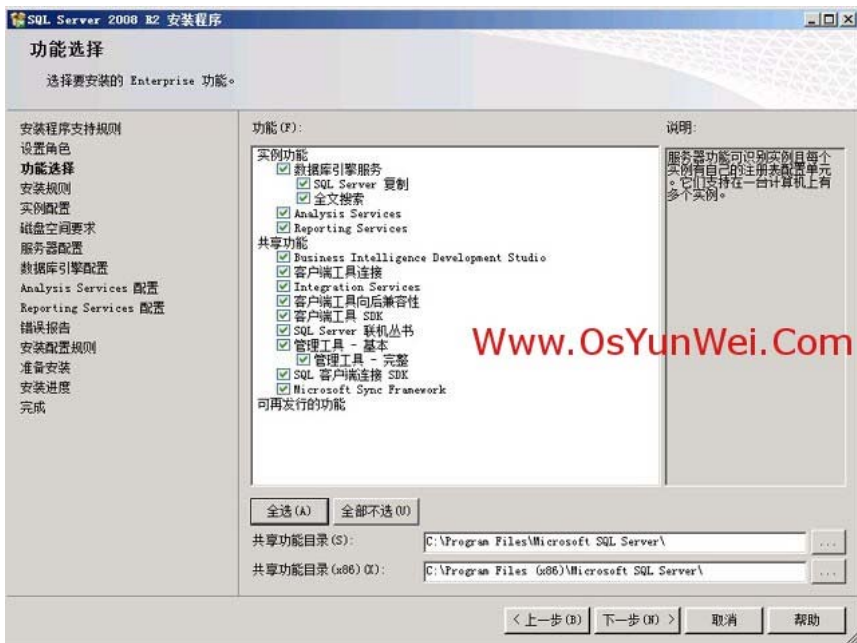 SQL Server 2008 R2 安装程序
功能选择
选择要安装的 Enterprise 功能。
安装程序支持规则
设置角色
功能选择
安装规则
实例配置
磁盘空间要求
服务器配置
数据库引擎配置
Analysis Services 配置
Reporting Services 配置
错误报告
安装配置规则
准备安装
安装进度
完成
功能(F):
实例功能
数据库引擎服务
SQL Server 复制
全文搜索
Analysis Services
Reporting Services
共享功能
Business Intelligence Development Studio
客户端工具连接
Integration Services
客户端工具向后兼容性
客户端工具 SDK
SQL Server 联机丛书
管理工具 - 基本
管理工具 - 完整
SQL 客户端连接 SDK
Microsoft Sync Framework
可再发行的功能
说明:
服务器功能可识别实例且每个
实例有自己的注册表配置单元
。它们支持在一台计算机上有
多个实例。
Www.OsYunWei.Com
全选(A)
全部不选(U)
共享功能目录(S):
C:\Program Files\Microsoft SQL Server\
...
共享功能目录(x86)(X):
C:\Program Files (x86)\Microsoft SQL Server\
...
< 上一步(B)
下一步(N) >
取消
帮助